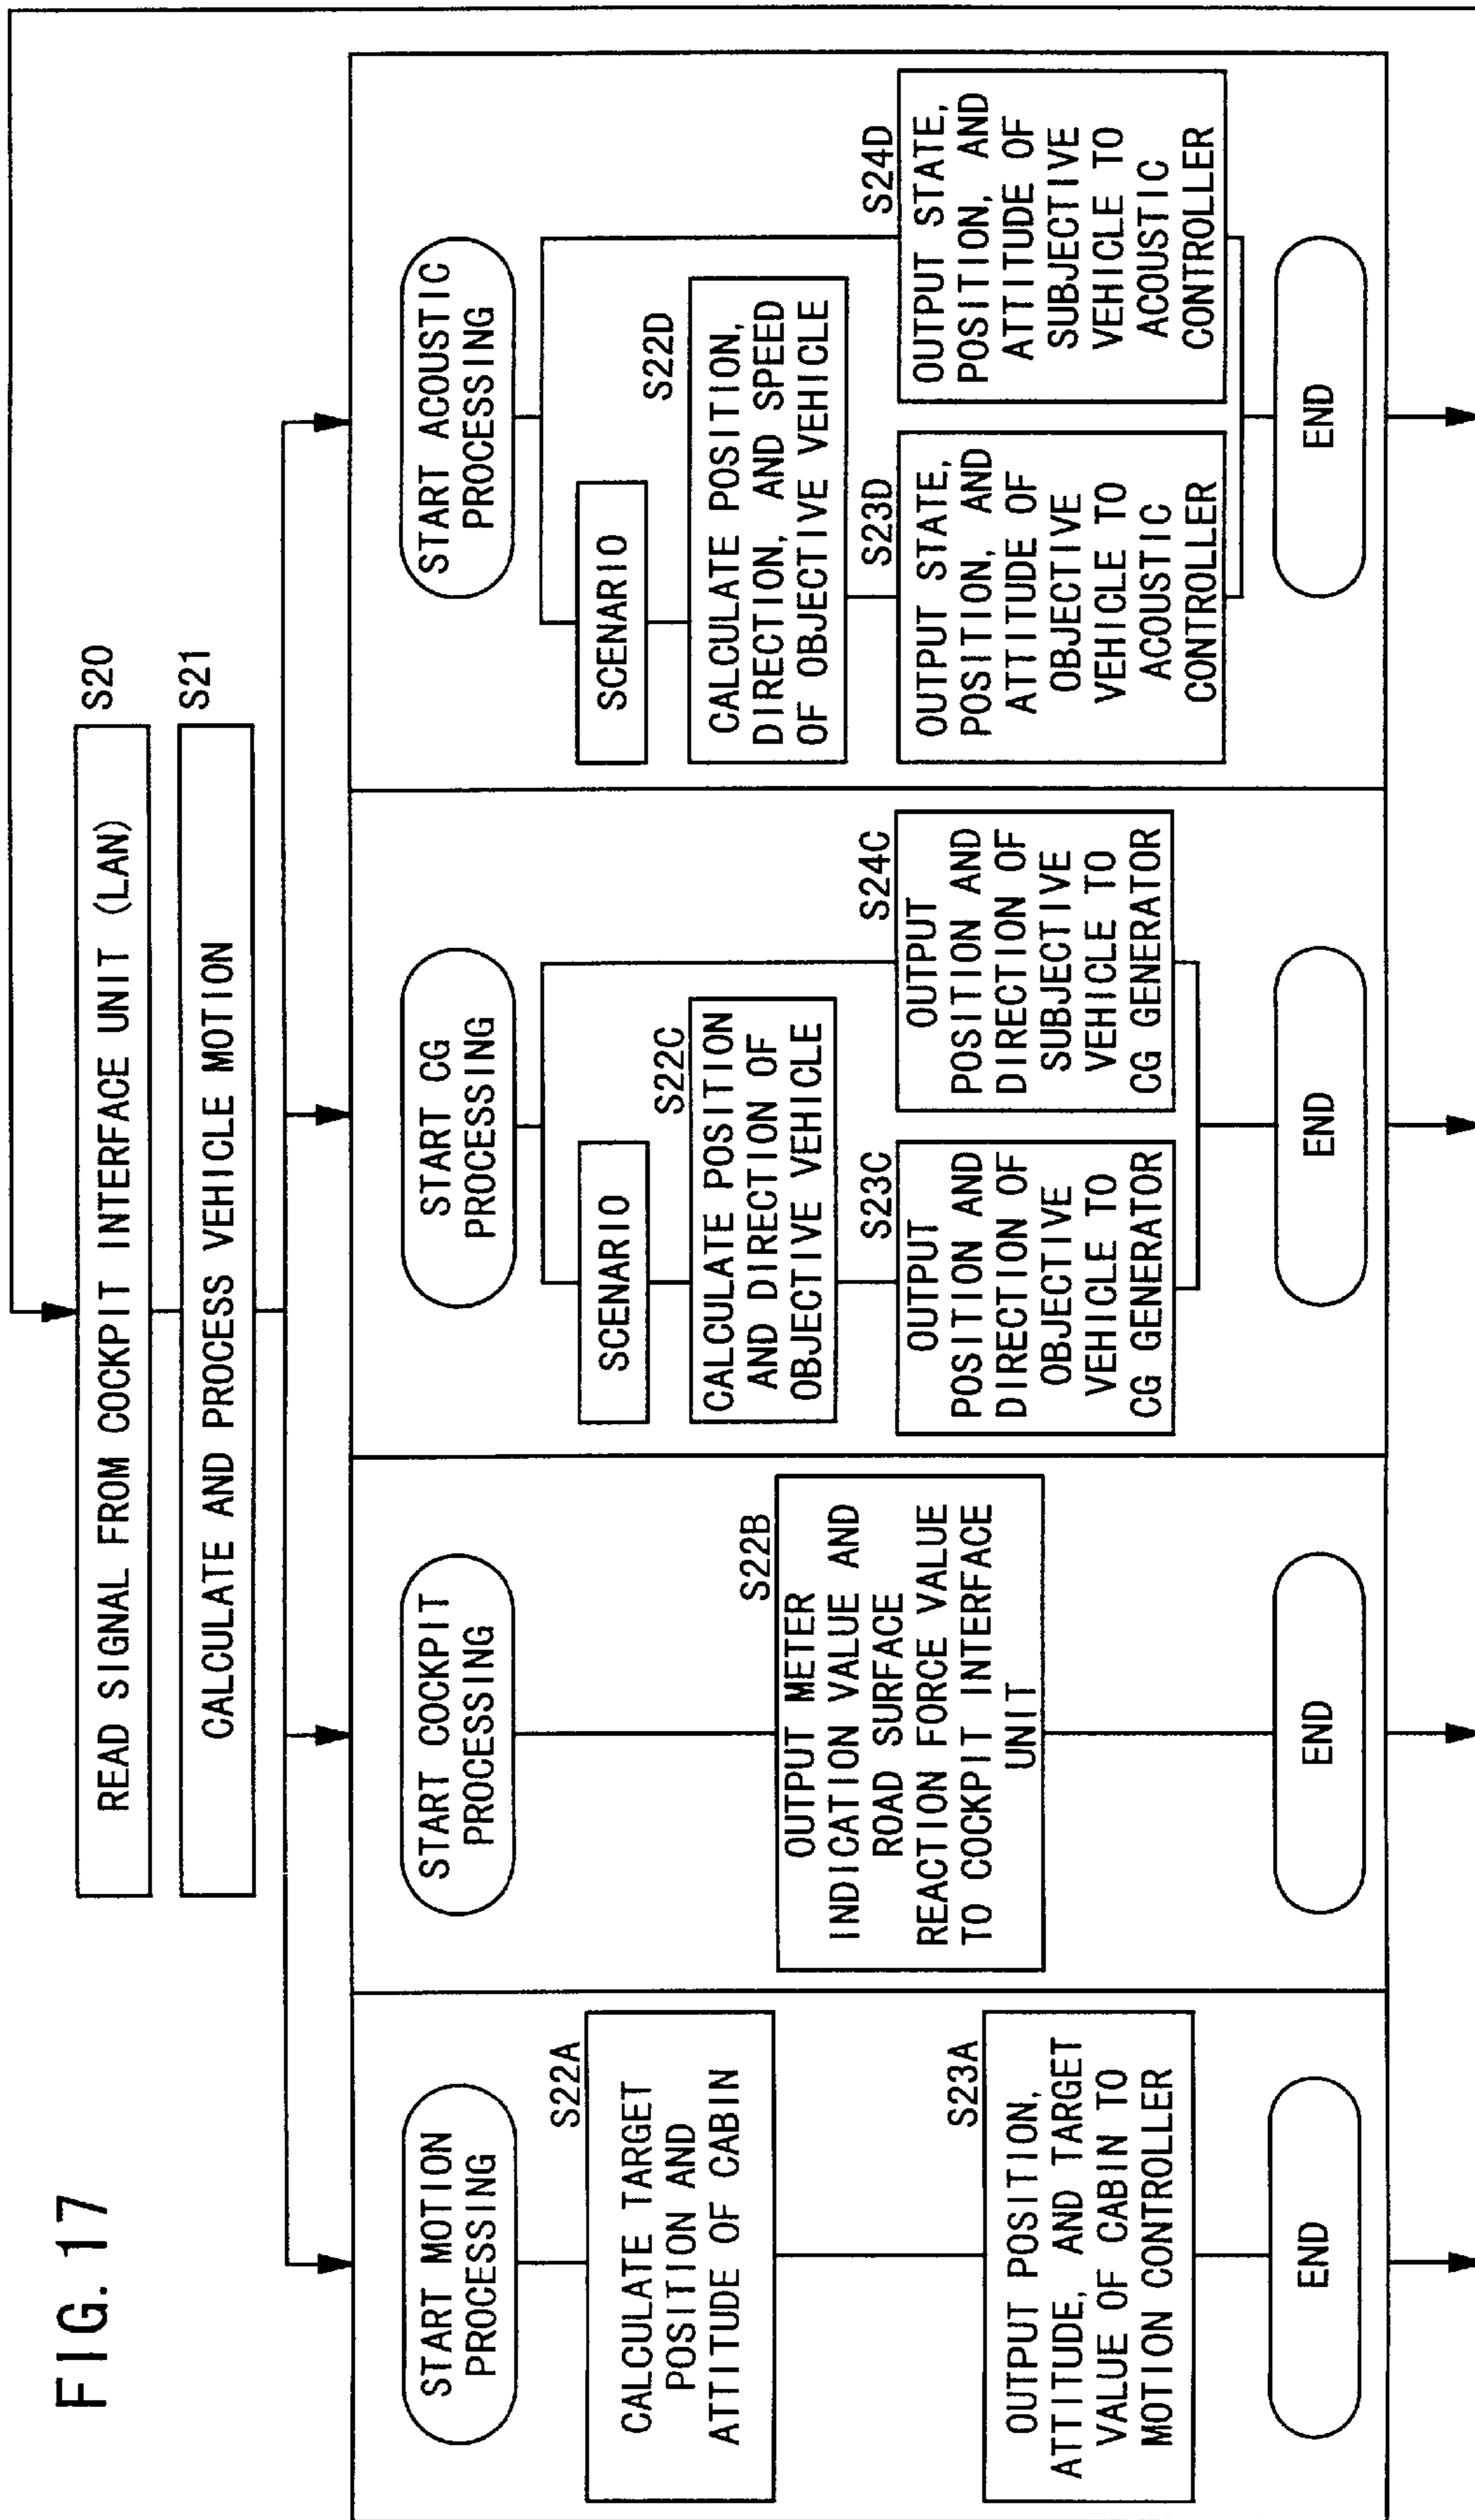 FIG. 17
READ SIGNAL FROM COCKPIT INTERFACE UNIT (LAN)
S20
CALCULATE AND PROCESS VEHICLE MOTION
S21
START MOTION
PROCESSING
S22A
CALCULATE TARGET
POSITION AND
ATTITUDE OF CABIN
S23A
OUTPUT POSITION,
ATTITUDE, AND TARGET
VALUE OF CABIN TO
MOTION CONTROLLER
END
START COCKPIT
PROCESSING
S22B
OUTPUT METER
INDICATION VALUE AND
ROAD SURFACE
REACTION FORCE VALUE
TO COCKPIT INTERFACE
UNIT
END
START CG
PROCESSING
SCENARIO
S22C
CALCULATE POSITION
AND DIRECTION OF
OBJECTIVE VEHICLE
S23C
OUTPUT
POSITION AND
DIRECTION OF
OBJECTIVE
VEHICLE TO
CG GENERATOR
S24C
OUTPUT
POSITION AND
DIRECTION OF
SUBJECTIVE
VEHICLE TO
CG GENERATOR
END
START ACOUSTIC
PROCESSING
SCENARIO
S22D
CALCULATE POSITION,
DIRECTION, AND SPEED
OF OBJECTIVE VEHICLE
S23D
OUTPUT STATE,
POSITION, AND
ATTITUDE OF
OBJECTIVE
VEHICLE TO
ACOUSTIC
CONTROLLER
S24D
OUTPUT STATE,
POSITION, AND
ATTITUDE OF
SUBJECTIVE
VEHICLE TO
ACOUSTIC
CONTROLLER
END